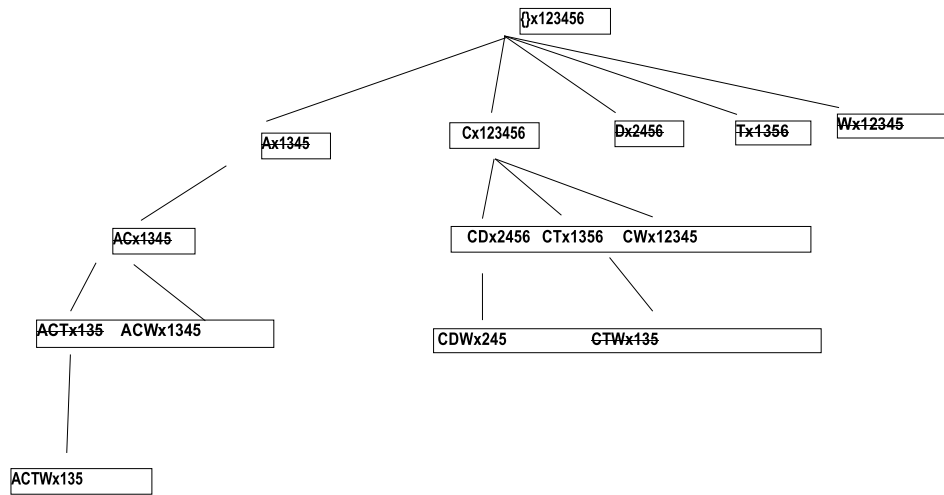 {}x123456
Ax1345
Cx123456
Dx2456
Tx1356
Wx12345
ACx1345
CDx2456 CTx1356 CWx12345
ACTx135 ACWx1345
CDWx245 CTWx135
ACTWx135